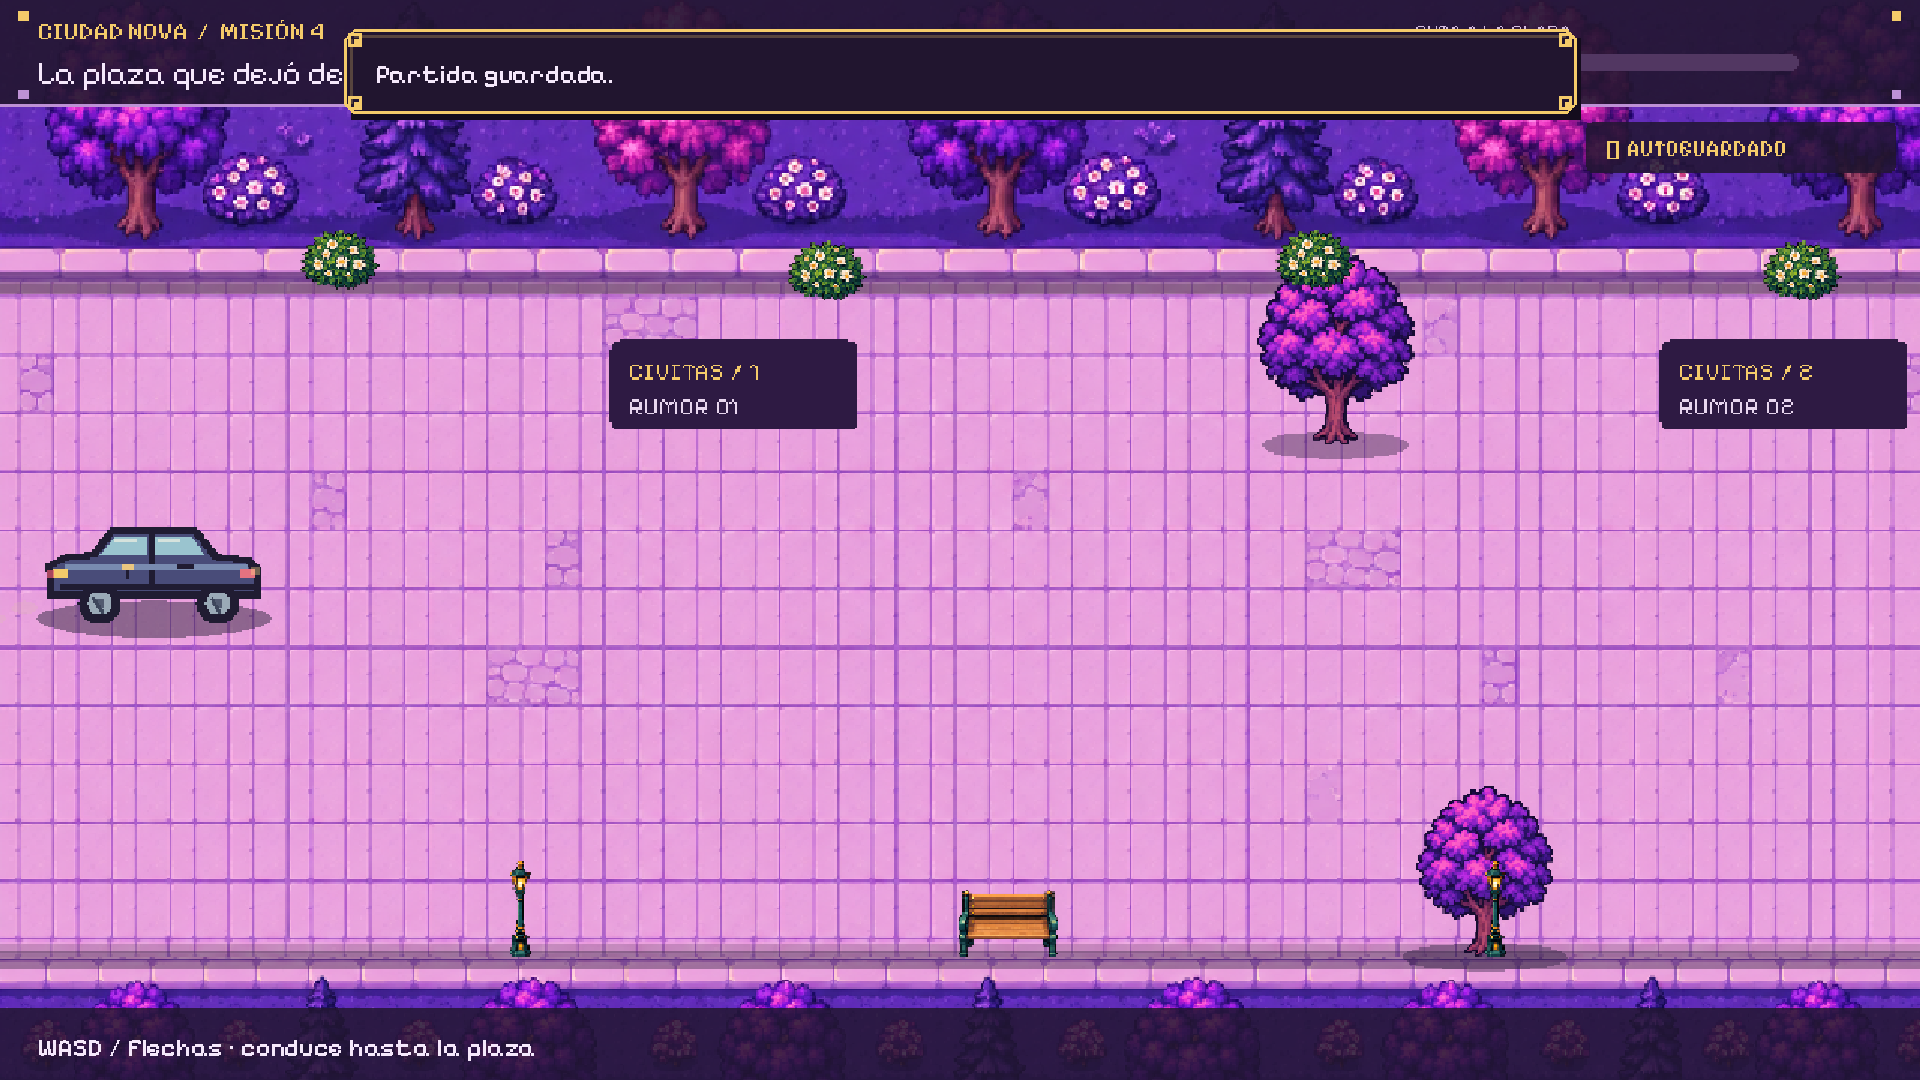 CIUDAD NOVA / MISIÓN 4
La plaza que dejó de
Partida guardada.
AUTOGUARDADO
CIVITAS / 1
RUMOR 01
CIVITAS / 2
RUMOR 02
WASD / Flechas · conduce hasta la plaza